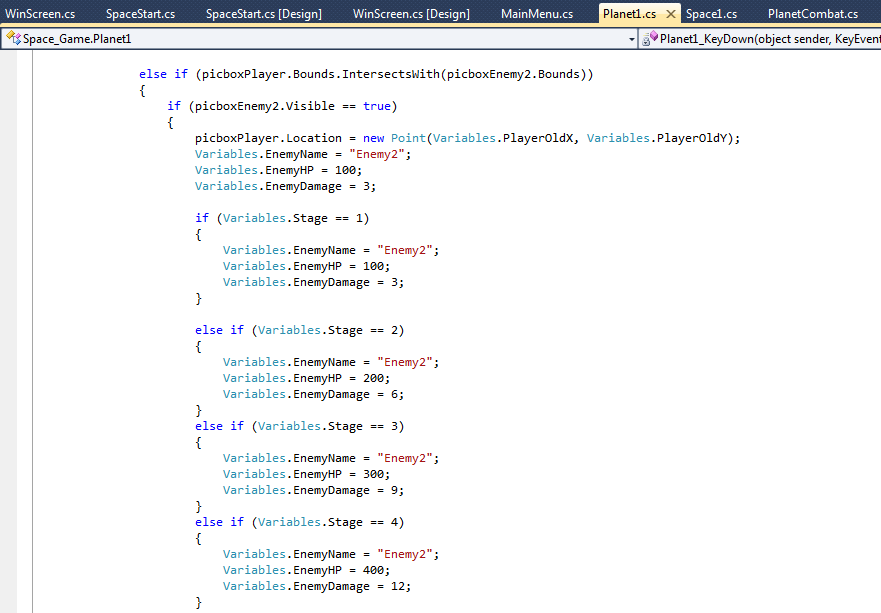 WinScreen.cs SpaceStart.cs SpaceStart.cs [Design] WinScreen.cs [Design] MainMenu.cs Planet1.cs Space1.cs PlanetCombat.cs
Space_Game.Planet1 Planet1_KeyDown(object sender, KeyEvent
else if (picboxPlayer.Bounds.IntersectsWith(picboxEnemy2.Bounds))
{
if (picboxEnemy2.Visible == true)
{
picboxPlayer.Location = new Point(Variables.PlayerOldX, Variables.PlayerOldY);
Variables.EnemyName = "Enemy2";
Variables.EnemyHP = 100;
Variables.EnemyDamage = 3;
if (Variables.Stage == 1)
{
Variables.EnemyName = "Enemy2";
Variables.EnemyHP = 100;
Variables.EnemyDamage = 3;
}
else if (Variables.Stage == 2)
{
Variables.EnemyName = "Enemy2";
Variables.EnemyHP = 200;
Variables.EnemyDamage = 6;
}
else if (Variables.Stage == 3)
{
Variables.EnemyName = "Enemy2";
Variables.EnemyHP = 300;
Variables.EnemyDamage = 9;
}
else if (Variables.Stage == 4)
{
Variables.EnemyName = "Enemy2";
Variables.EnemyHP = 400;
Variables.EnemyDamage = 12;
}